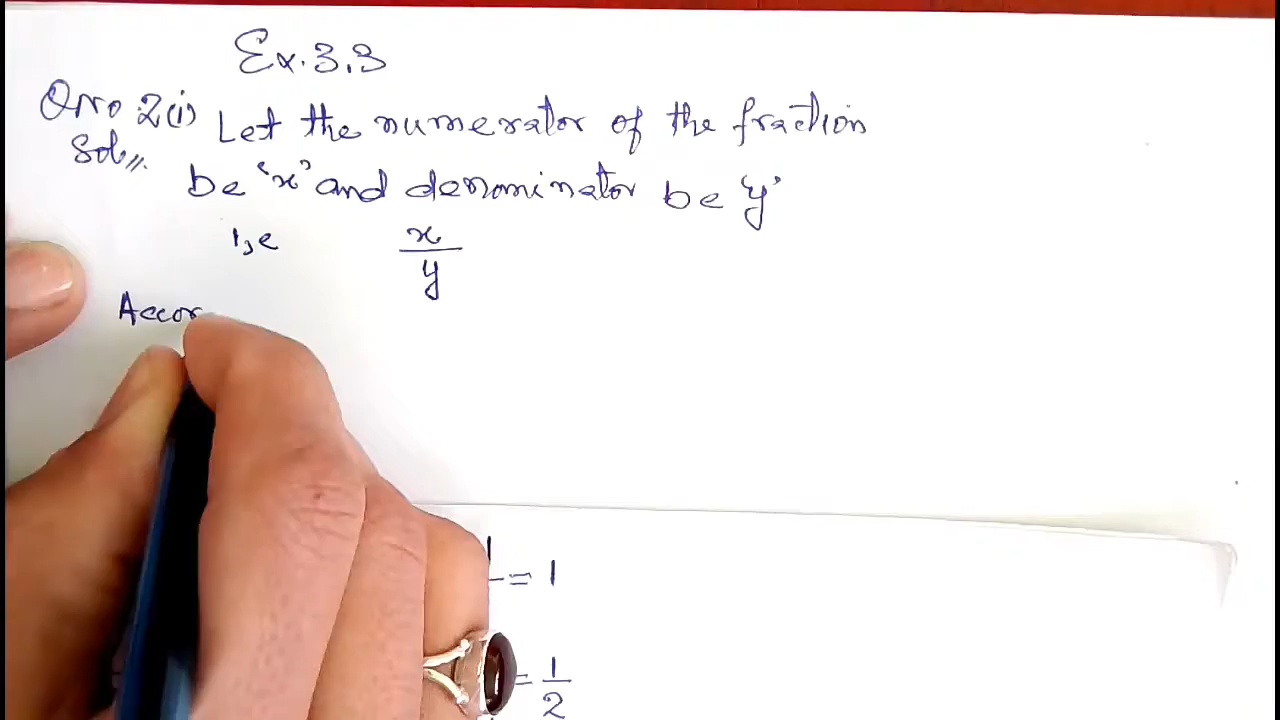 Ex. 3.3
Qno 2(i) Let the numerator of the fraction
Sol//.
be 'x' and denominator be 'y'
i,e x/y
Accor
= 1
= 1/2